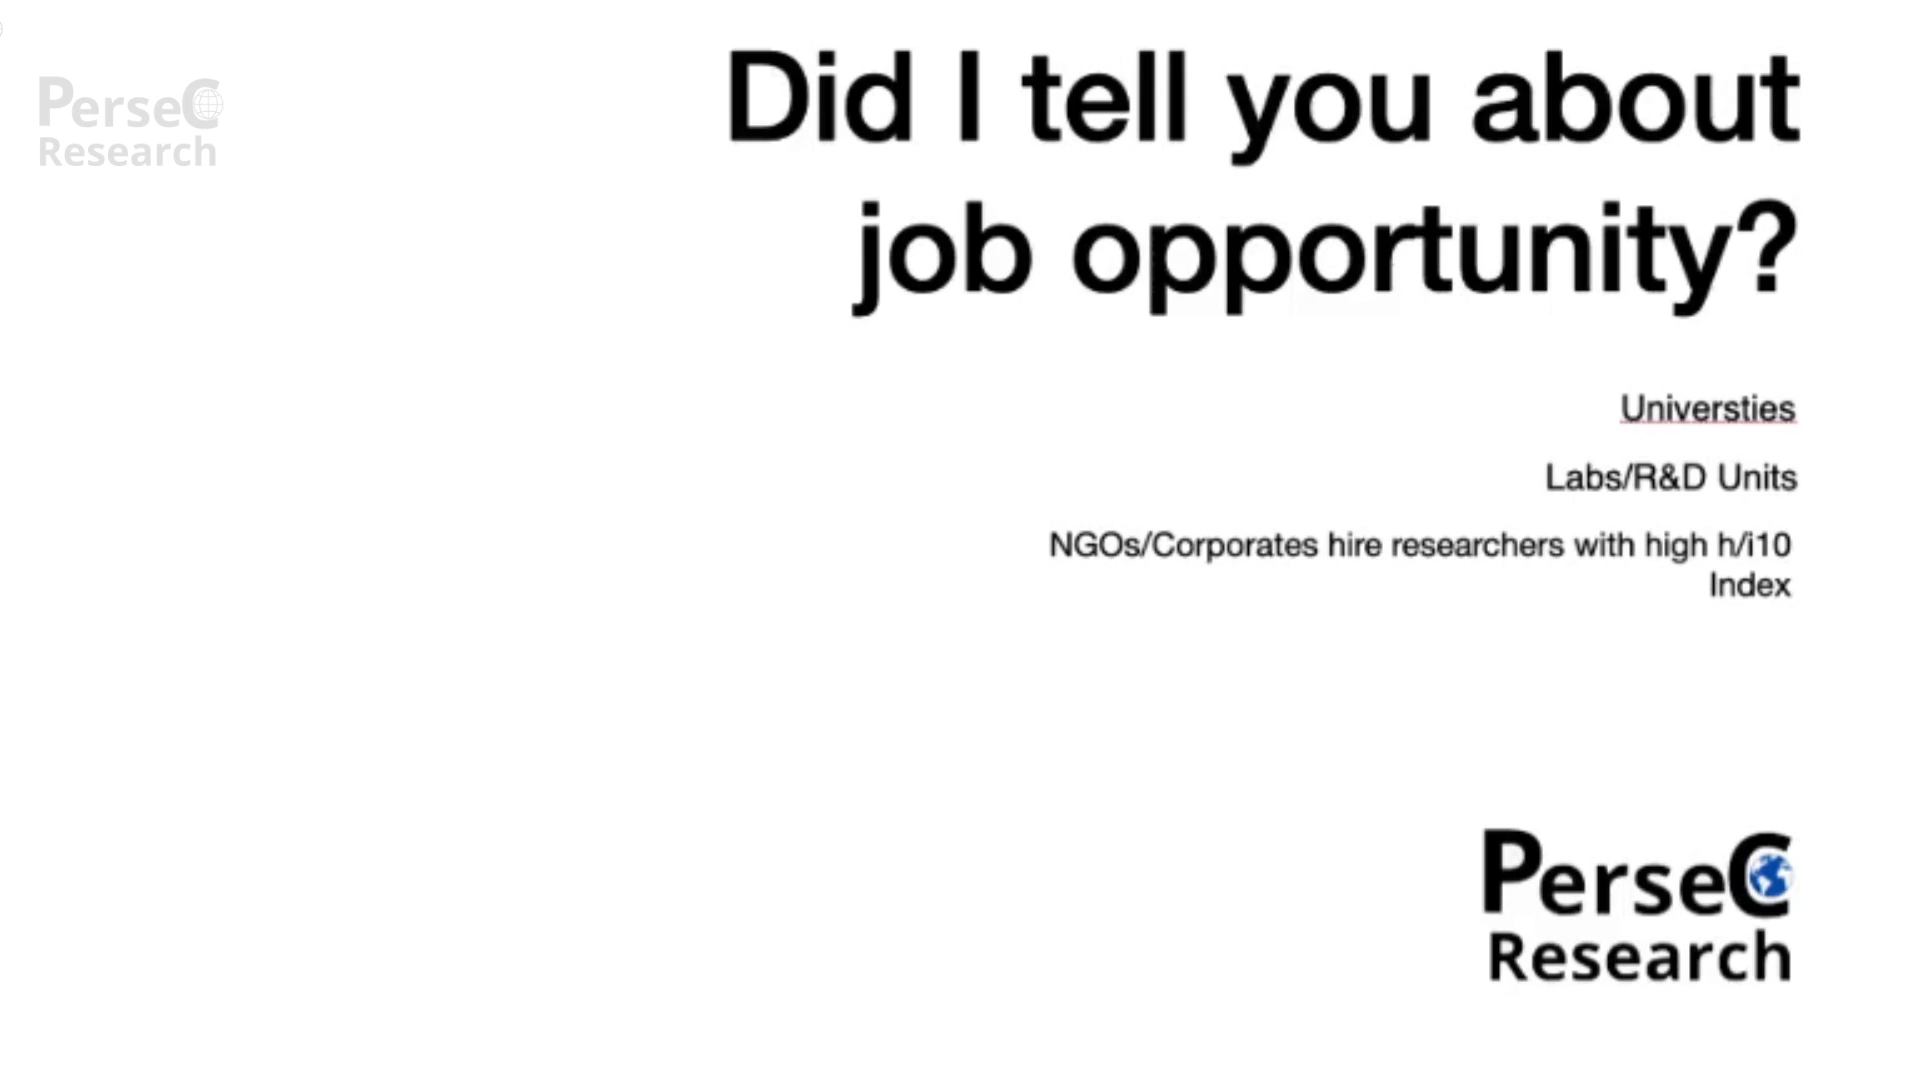 PerseC
Research
Did I tell you about
job opportunity?
Universties
Labs/R&D Units
NGOs/Corporates hire researchers with high h/i10
Index
PerseC
Research